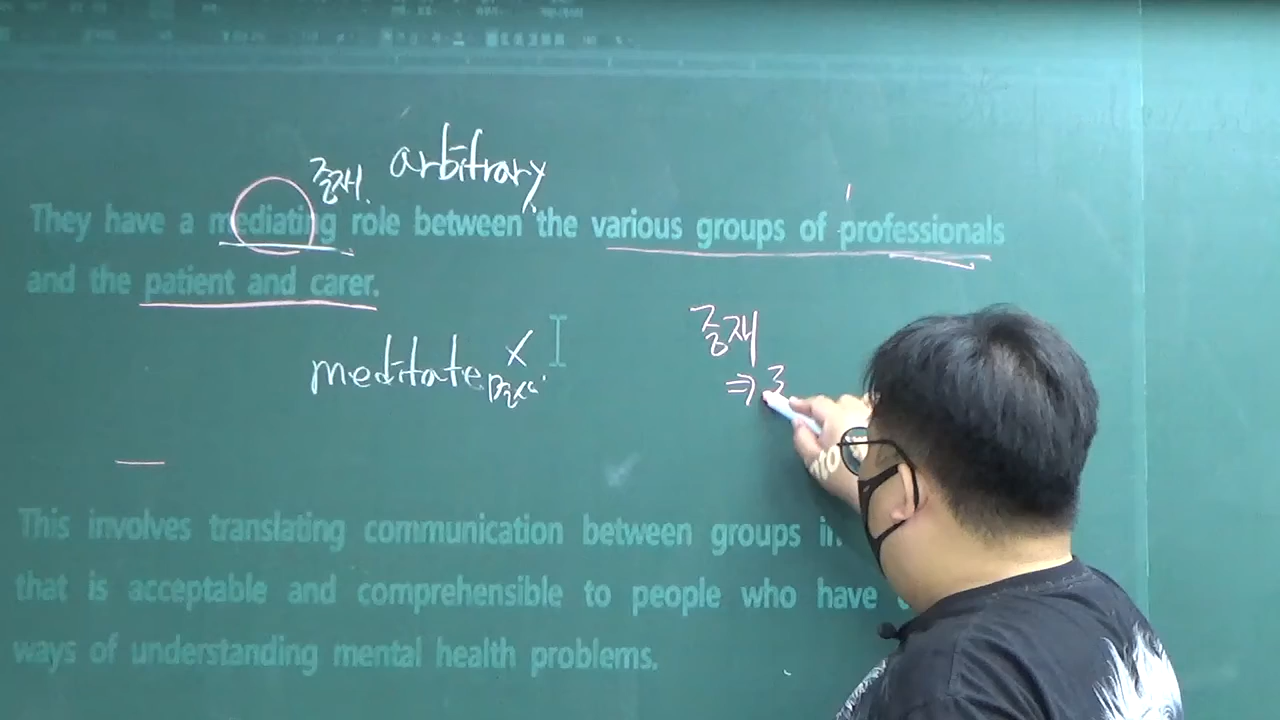 중재. arbitrary
They have a mediating role between the various groups of professionals
and the patient and carer.
중재
meditate X
⇒ 3
This involves translating communication between groups in
that is acceptable and comprehensible to people who have
ways of understanding mental health problems.